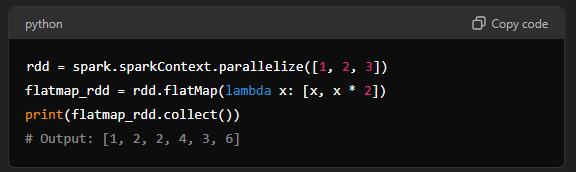 python
Copy code
rdd = spark.sparkContext.parallelize([1, 2, 3])
flatmap_rdd = rdd.flatMap(lambda x: [x, x * 2])
print(flatmap_rdd.collect())
# Output: [1, 2, 2, 4, 3, 6]